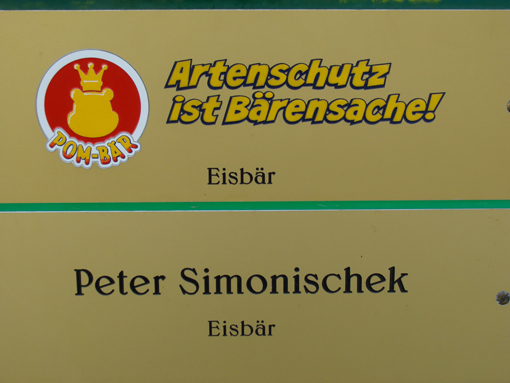 POM-BÄR
Artenschutz
ist Bärensache!
Eisbär
Peter Simonischek
Eisbär